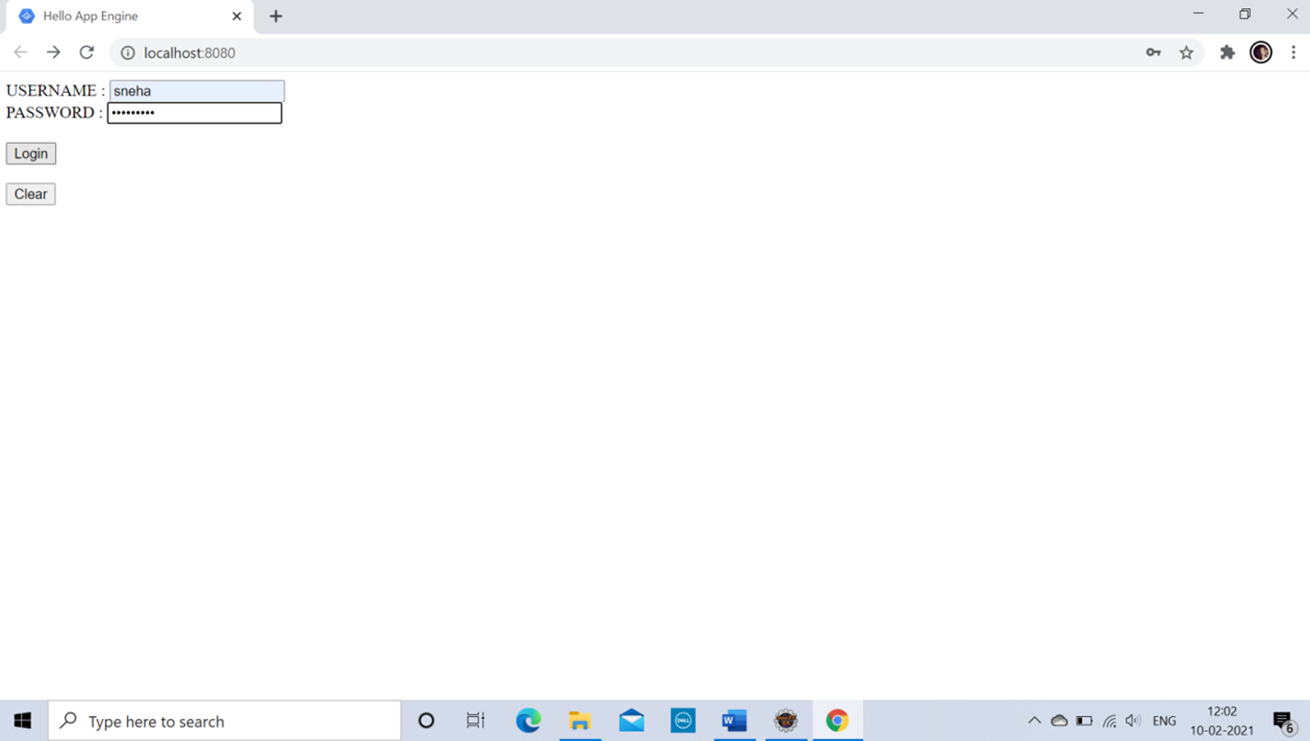 Hello App Engine
localhost:8080
USERNAME : sneha
PASSWORD : •••••••••
Login
Clear
Type here to search
DELL
W
ENG
12:02
10-02-2021
6